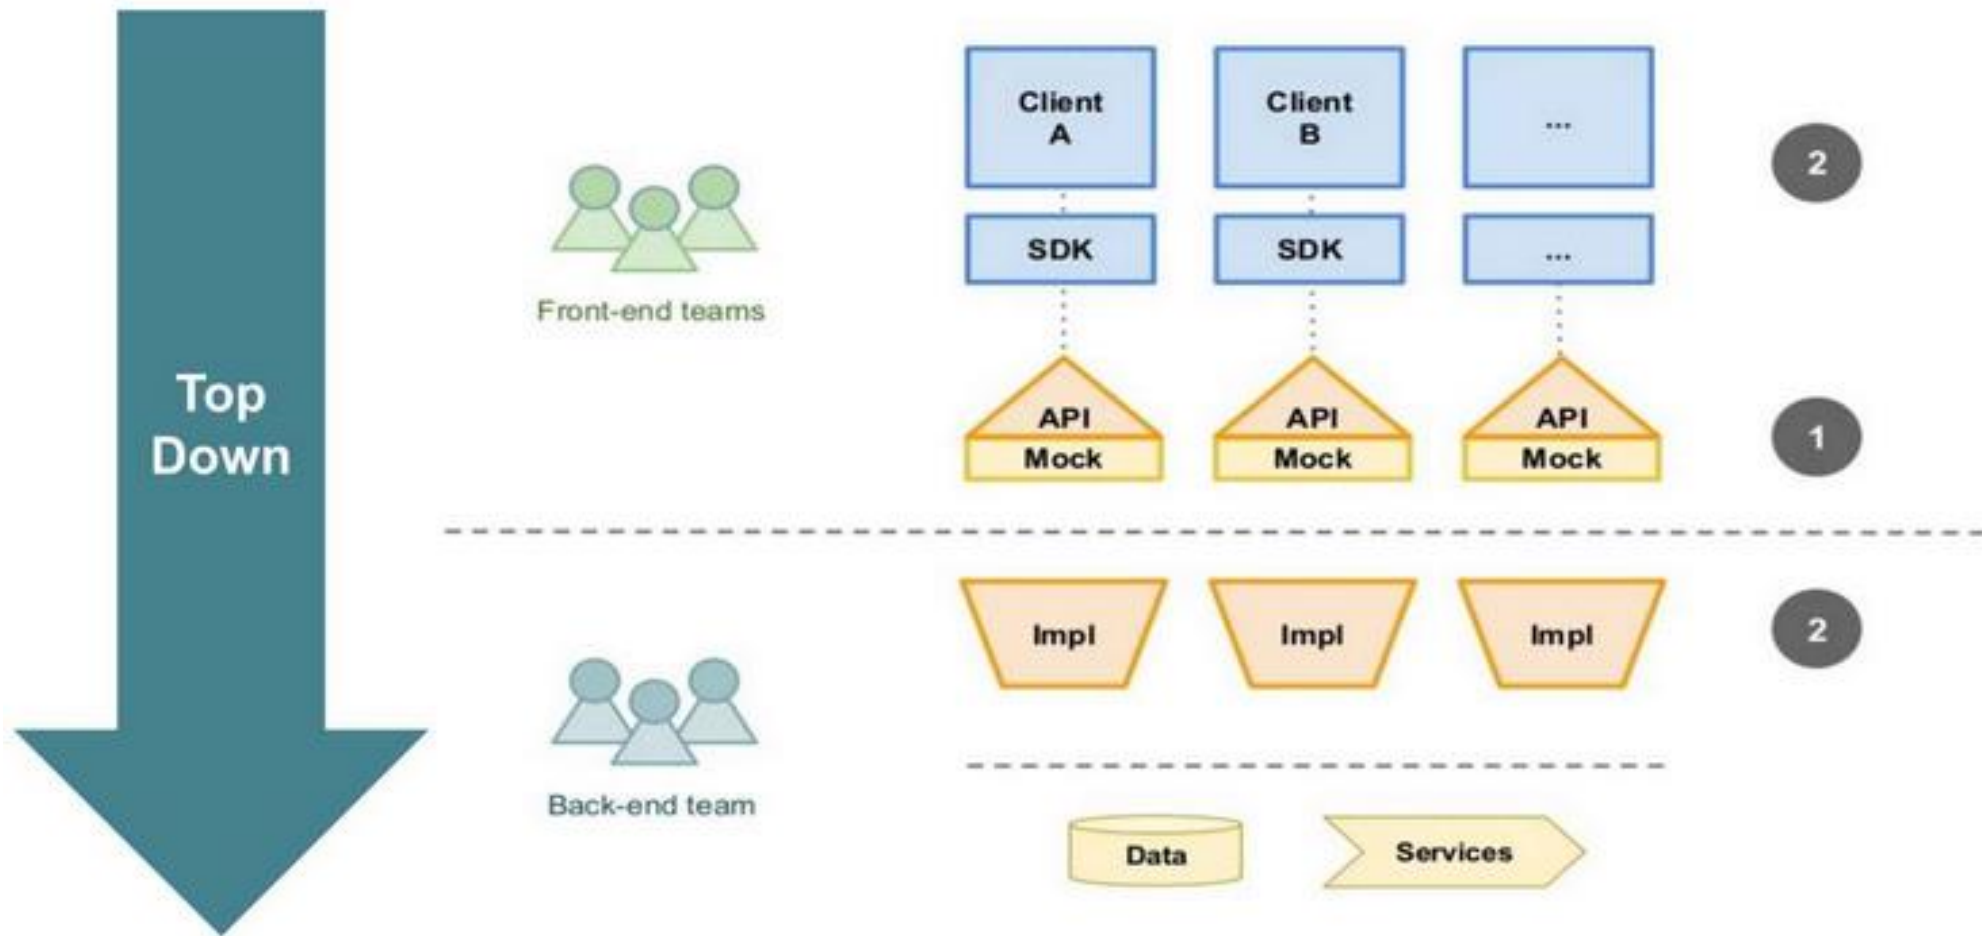 Top
Down
Front-end teams
Client
A
Client
B
...
2
SDK
SDK
...
API
API
API
Mock
Mock
Mock
1
Impl
Impl
Impl
2
Back-end team
Data
Services